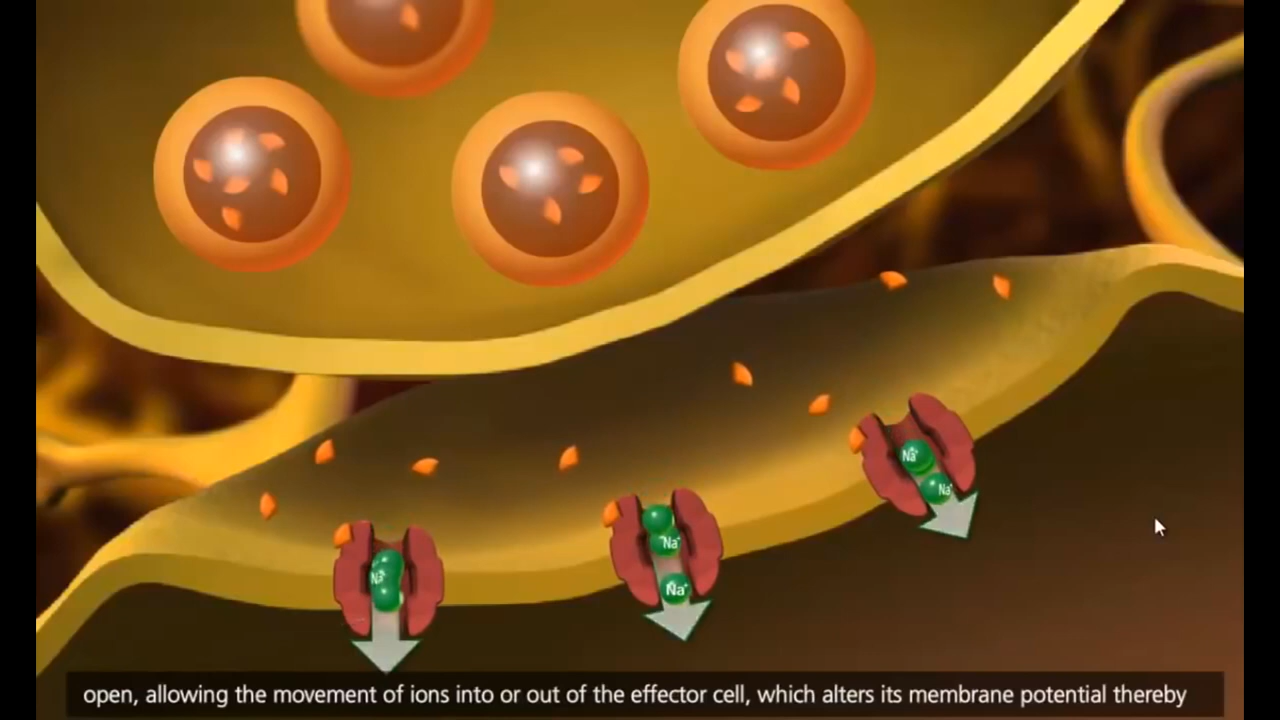 Na⁺
Na⁺
Na⁺
Na⁺
Na⁺
open, allowing the movement of ions into or out of the effector cell, which alters its membrane potential thereby